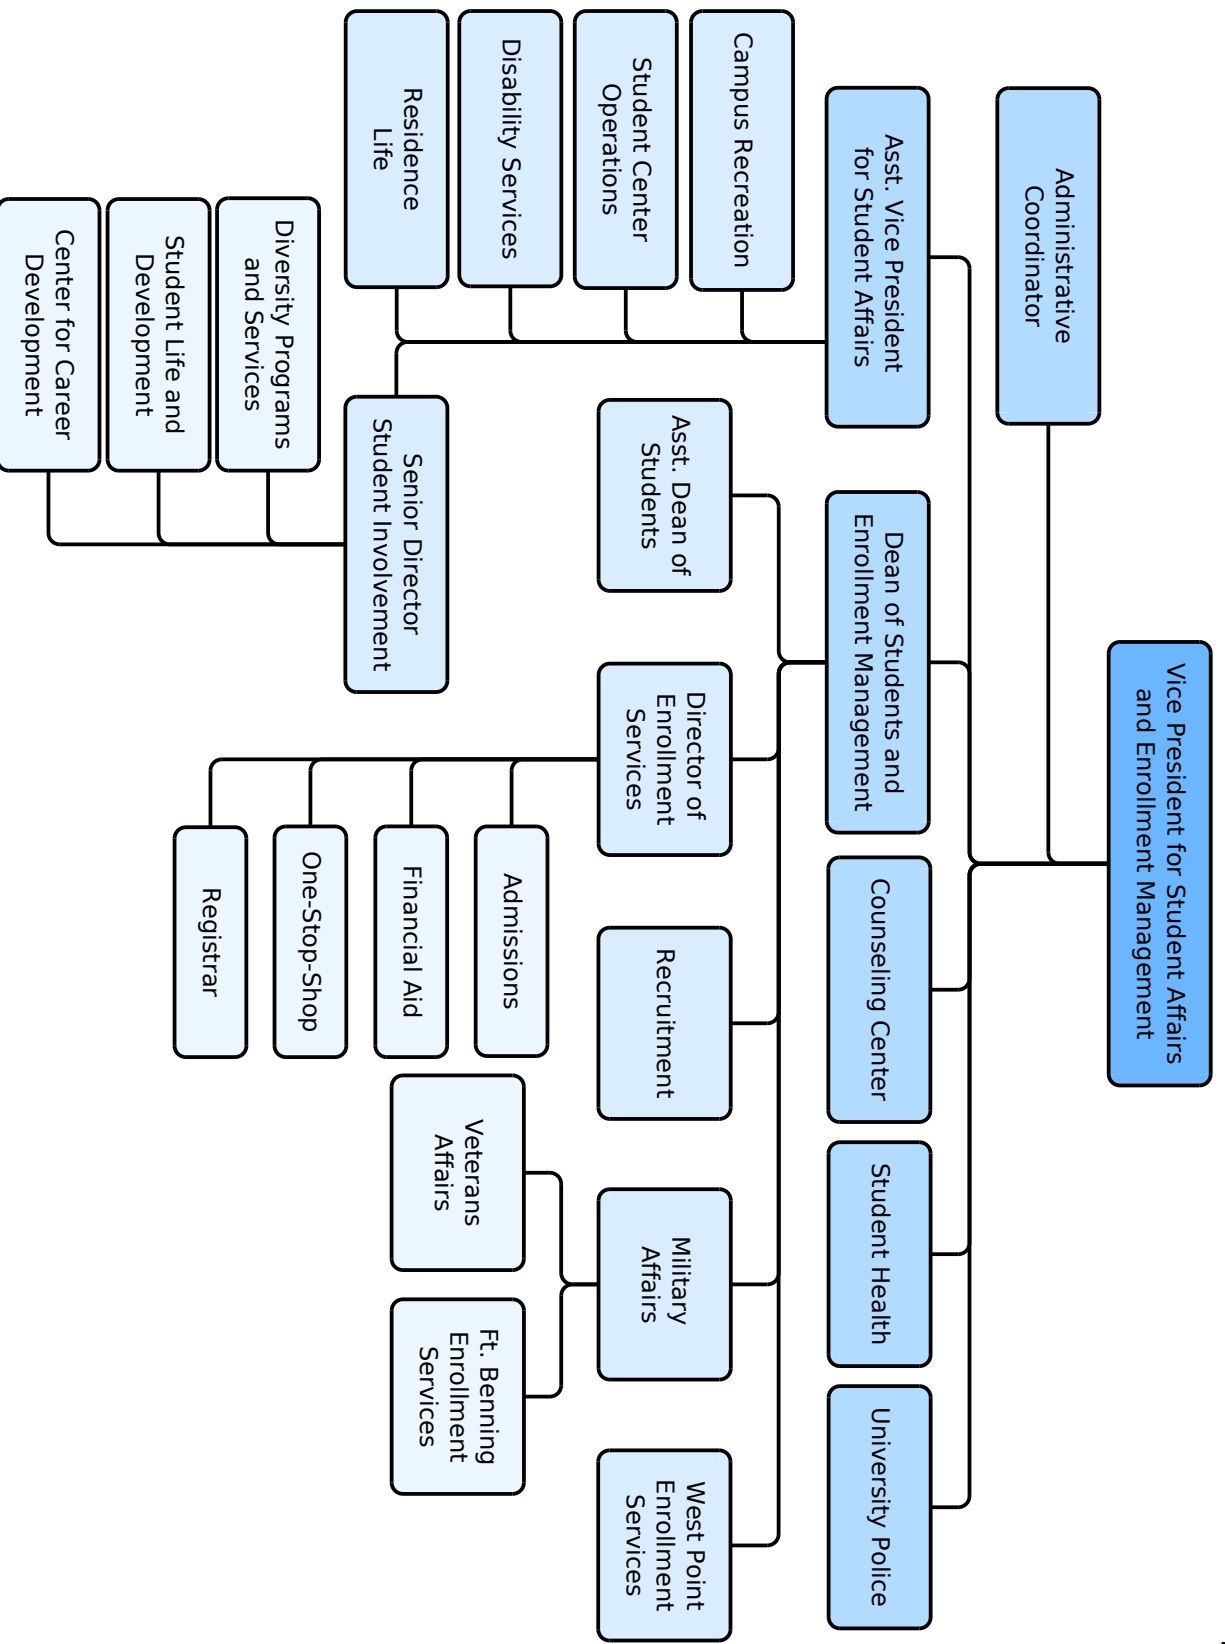 Vice President for Student Affairs
and Enrollment Management
Administrative
Coordinator
Asst. Vice President
for Student Affairs
Dean of Students and
Enrollment Management
Counseling Center
Student Health
University Police
Campus Recreation
Student Center
Operations
Disability Services
Residence
Life
Senior Director
Student Involvement
Diversity Programs
and Services
Student Life and
Development
Center for Career
Development
Asst. Dean of
Students
Director of
Enrollment
Services
Recruitment
Military
Affairs
West Point
Enrollment
Services
Admissions
Financial Aid
One-Stop-Shop
Registrar
Veterans
Affairs
Ft. Benning
Enrollment
Services